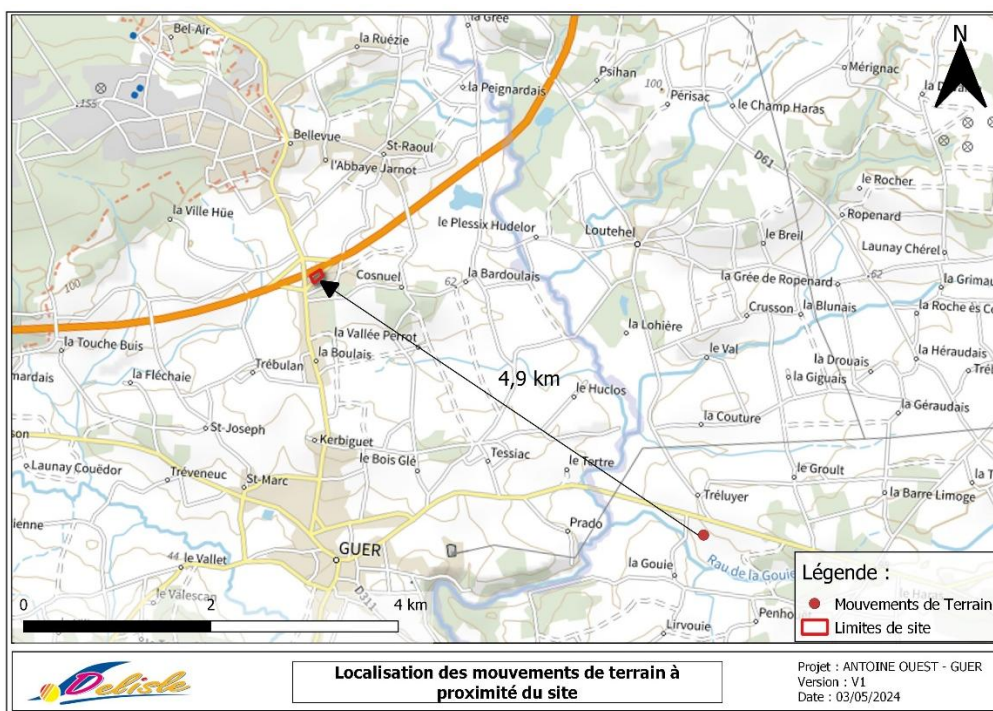 la Grée
Bel-Air
la Ruézie
N
Mérignac
Psihan
100
Périsac
la Peignardais
155
le Champ Haras
Bellevue
St-Raoul
D61
l'Abbaye Jarnot
le Rocher
la Ville Hüe
le Plessix Hudelor
Loutehel
Ropenard
le Breil
Launay Chérel
100
Cosnuel
62
la Bardoulais
la Grée de Ropenard
62
la Grimau
Crusson
la Blunais
la Roche ès Co
la Vallée Perrot
la Lohière
la Touche Buis
la Boulais
le Val
la Drouais
la Héraudais
Trébulan
mardais
la Fléchaie
4,9 km
le Huclos
la Giguais
Tré
la Géraudais
la Couture
St-Joseph
son
Kerbiguet
Launay Couëdor
le Bois Glé
Tessiac
le Tertre
le Groult
la T
Tréveneuc
St-Marc
Tréluyer
la Barre Limoge
ienne
Prado
GUER
44
le Vallet
la Gouie
Rau.de la Gouie
le Haras
le Valescan
D311
Penhouët
Lirvouie
0
2
4 km
Légende :
Mouvements de Terrain
Limites de site
Delisle
Localisation des mouvements de terrain à
proximité du site
Projet : ANTOINE OUEST - GUER
Version : V1
Date : 03/05/2024